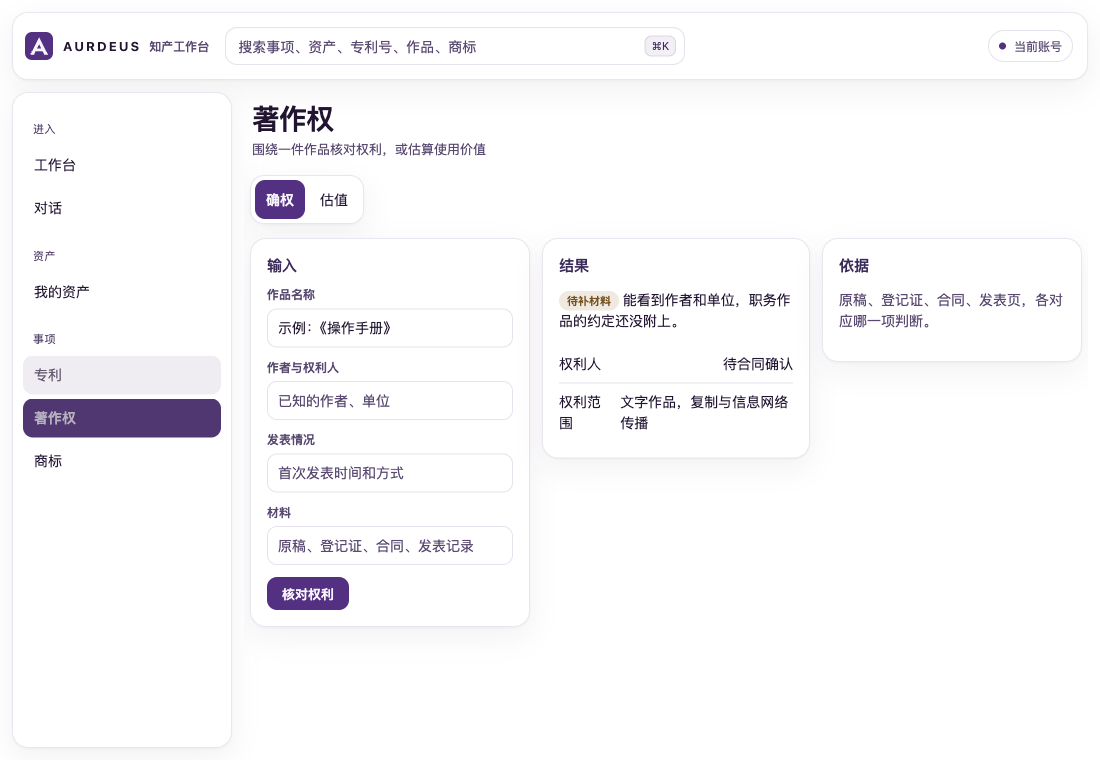 A AURDEUS 知产工作台
搜索事项、资产、专利号、作品、商标
⌘K
当前账号
进入
工作台
对话
资产
我的资产
事项
专利
著作权
商标
著作权
围绕一件作品核对权利，或估算使用价值
确权
估值
输入
作品名称
示例：《操作手册》
作者与权利人
已知的作者、单位
发表情况
首次发表时间和方式
材料
原稿、登记证、合同、发表记录
核对权利
结果
待补材料 能看到作者和单位，职务作
品的约定还没附上。
权利人 待合同确认
权利范 文字作品，复制与信息网络
围 传播
依据
原稿、登记证、合同、发表页，各对
应哪一项判断。